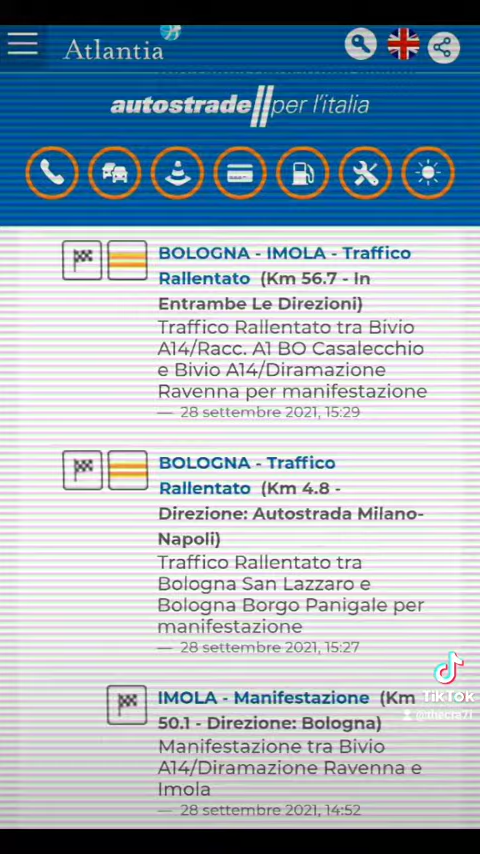 Atlantia
autostrade//per l'italia
BOLOGNA - IMOLA - Traffico
Rallentato (Km 56.7 - In
Entrambe Le Direzioni)
Traffico Rallentato tra Bivio
A14/Racc. A1 BO Casalecchio
e Bivio A14/Diramazione
Ravenna per manifestazione
— 28 settembre 2021, 15:29
BOLOGNA - Traffico
Rallentato (Km 4.8 -
Direzione: Autostrada Milano-
Napoli)
Traffico Rallentato tra
Bologna San Lazzaro e
Bologna Borgo Panigale per
manifestazione
— 28 settembre 2021, 15:27
TikTok
IMOLA - Manifestazione (Km
50.1 - Direzione: Bologna)
Manifestazione tra Bivio
A14/Diramazione Ravenna e
Imola
— 28 settembre 2021, 14:52